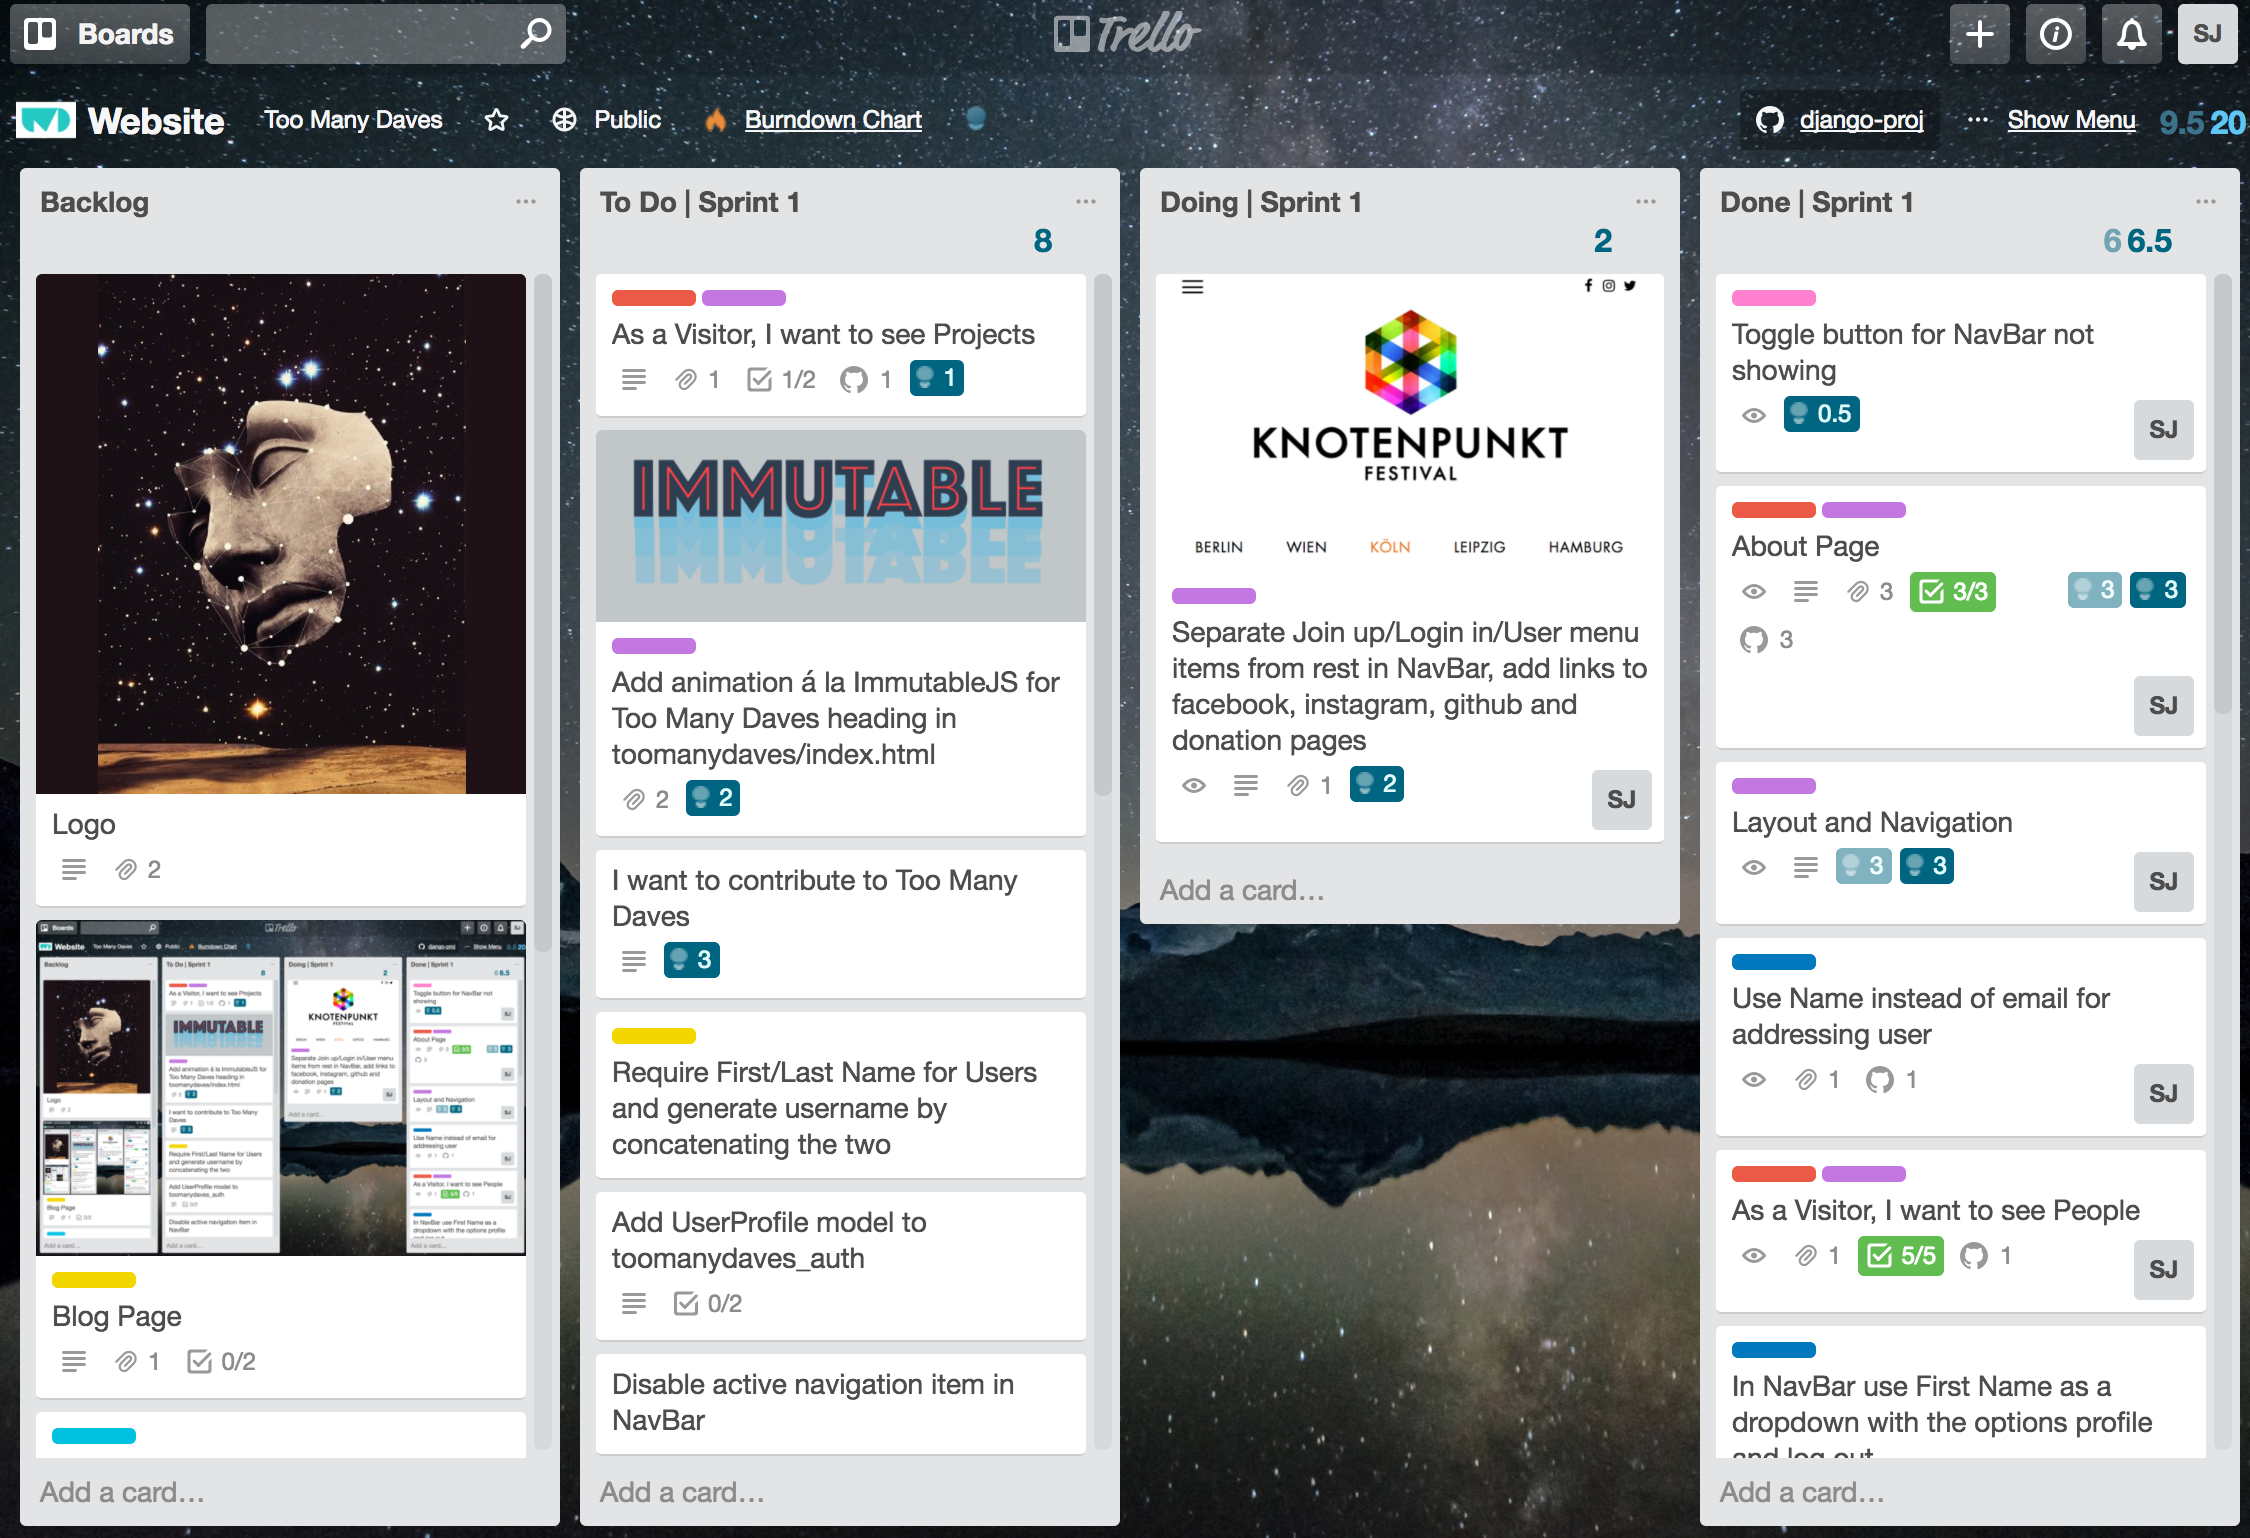 Boards
Trello
SJ
Website
Too Many Daves
Public
Burndown Chart
django-proj
Show Menu
9.5 20
Backlog
Logo
2
Blog Page
1 0/2
Add a card...
To Do | Sprint 1
8
As a Visitor, I want to see Projects
1 1/2 1 1
IMMUTABLE
IMMUTABLE
Add animation á la ImmutableJS for
Too Many Daves heading in
toomanydaves/index.html
2 2
I want to contribute to Too Many
Daves
3
Require First/Last Name for Users
and generate username by
concatenating the two
Add UserProfile model to
toomanydaves_auth
0/2
Disable active navigation item in
NavBar
Add a card...
Doing | Sprint 1
2
KNOTENPUNKT
FESTIVAL
BERLIN WIEN KÖLN LEIPZIG HAMBURG
Separate Join up/Login in/User menu
items from rest in NavBar, add links to
facebook, instagram, github and
donation pages
1 2
SJ
Add a card...
Done | Sprint 1
6 6.5
Toggle button for NavBar not
showing
0.5
SJ
About Page
3 3/3 3 3
3
SJ
Layout and Navigation
3 3
SJ
Use Name instead of email for
addressing user
1 1
SJ
As a Visitor, I want to see People
1 5/5 1
SJ
In NavBar use First Name as a
dropdown with the options profile
and log out
Add a card...